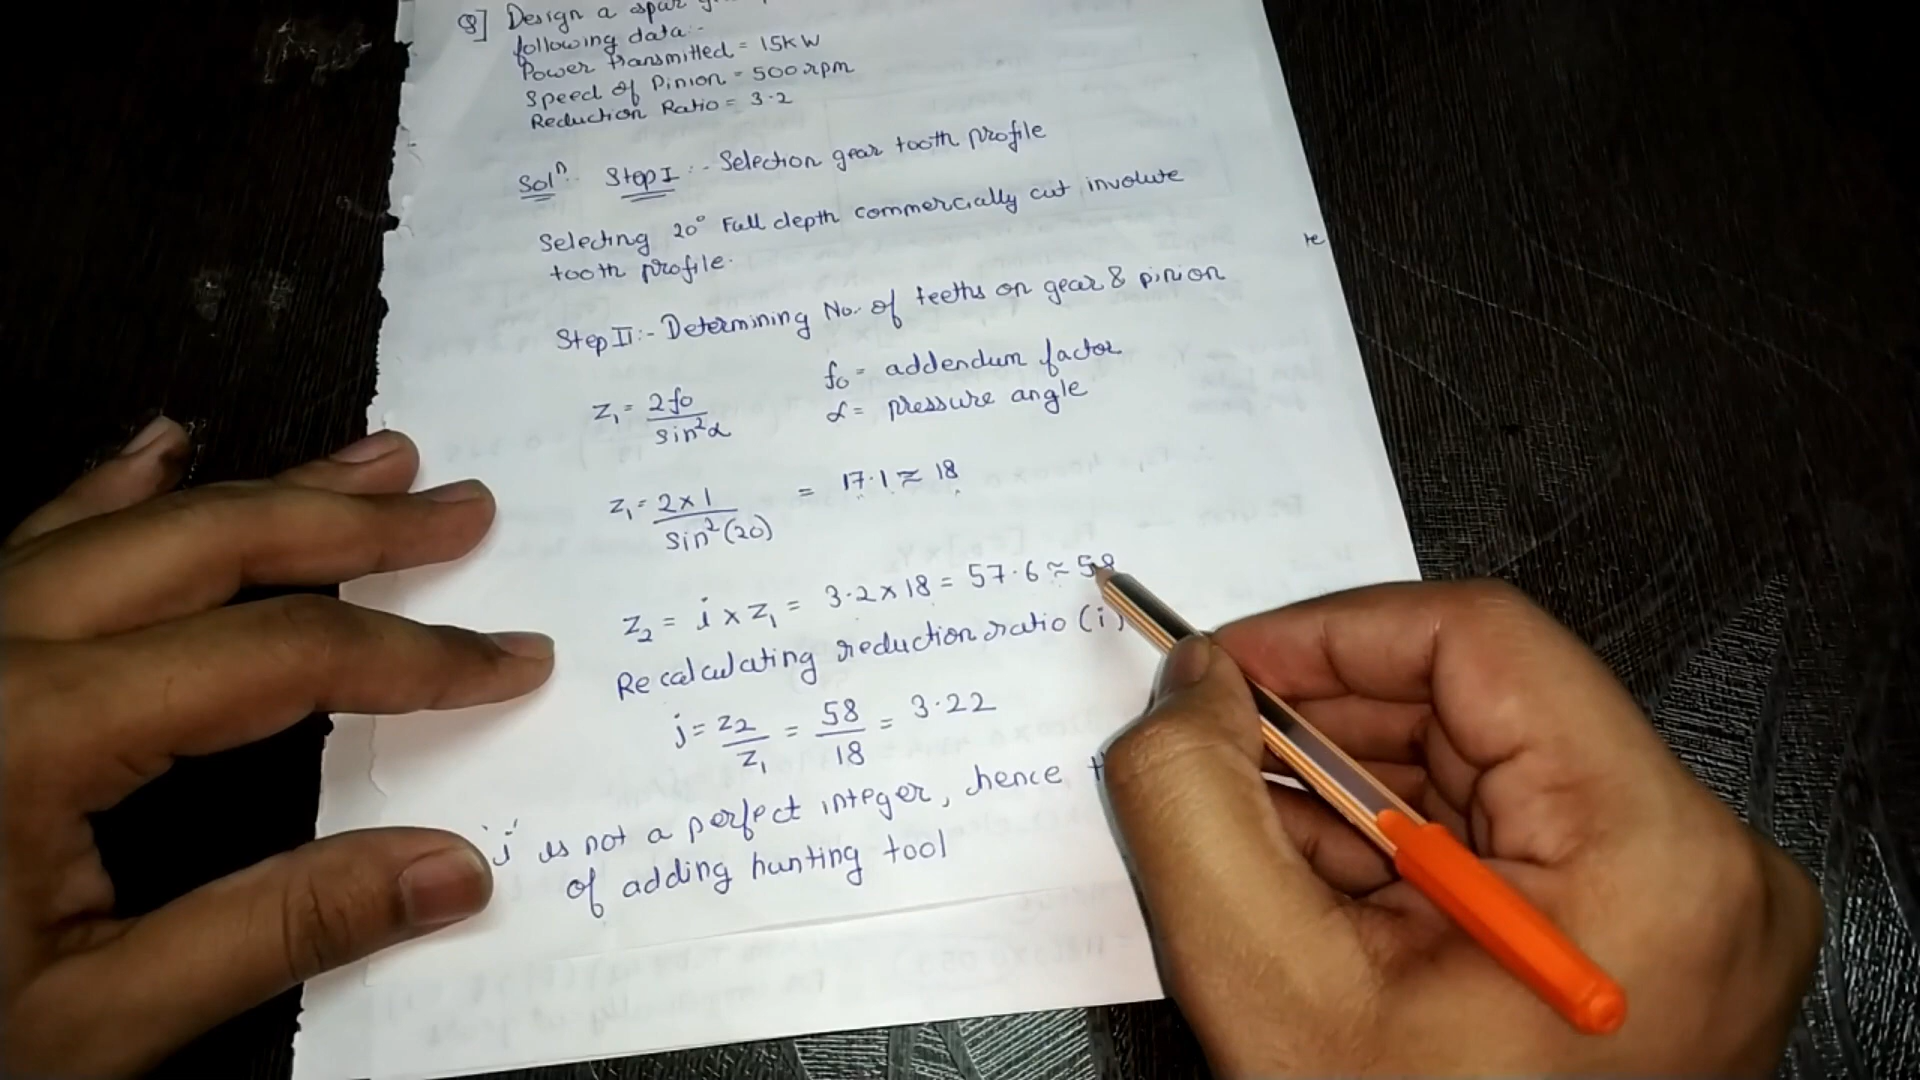 Q] Design a spur
following data:-
Power Transmitted = 15kW
Speed of Pinion = 500 rpm
Reduction Ratio = 3.2
Solⁿ:- Step I :- Selection gear tooth profile
Selecting 20° Full depth commercially cut involute
tooth profile.
Step II:- Determining No. of teeths on gear & pinion
Z₁ = 2f₀ / sin²α
f₀ = addendum factor
α = pressure angle
Z₁ = 2×1 / sin²(20) = 17.1 ≈ 18
Z₂ = i × Z₁ = 3.2 × 18 = 57.6 ≈ 58
Recalculating reduction ratio (i)
i = Z₂ / Z₁ = 58 / 18 = 3.22
'i' is not a perfect integer, hence
of adding hunting tool